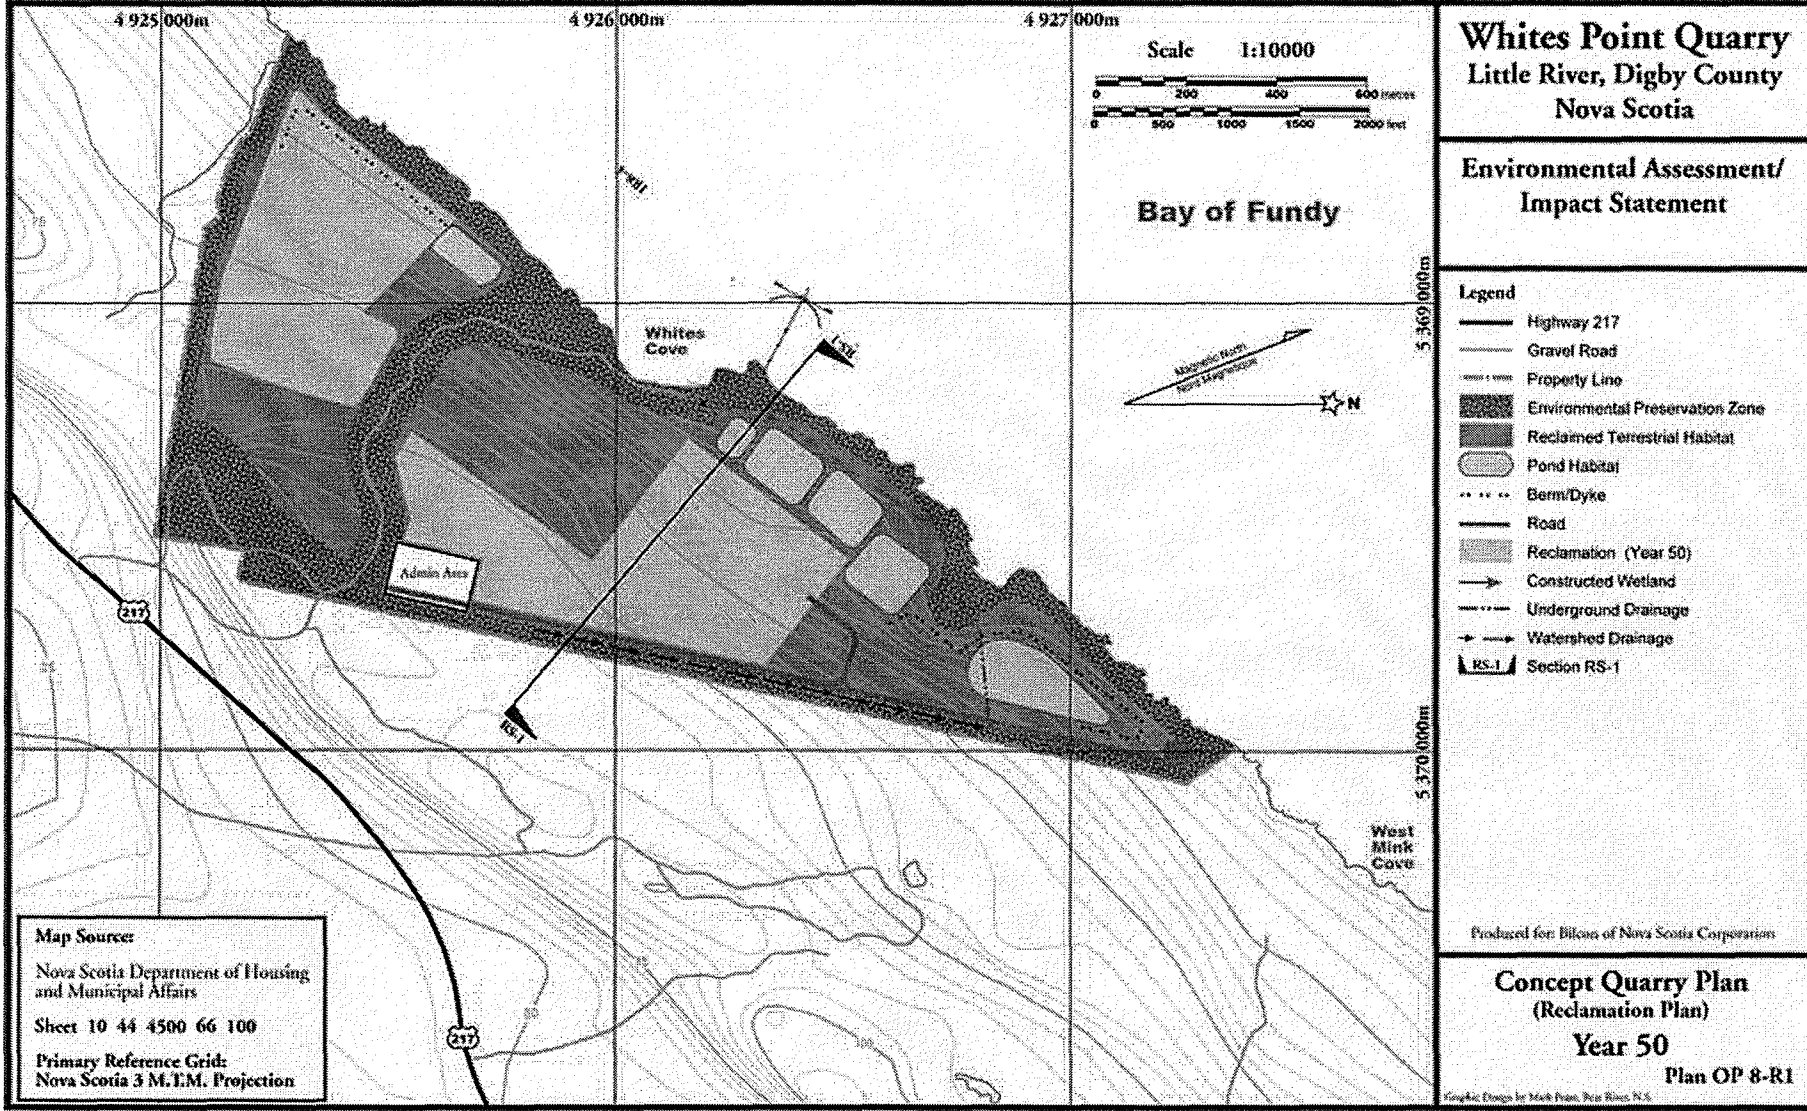 4 925 000m
4 926 000m
4 927 000m
Scale 1:10000
0 200 400 600 metres
0 500 1000 1500 2000 feet
Bay of Fundy
Whites
Cove
RS-1
Magnetic North
Nord Magnetique
N
5 369 000m
5 370 000m
Admin Area
RS-1
217
217
West
Mink
Cove
Map Source:
Nova Scotia Department of Housing
and Municipal Affairs
Sheet 10 44 4500 66 100
Primary Reference Grid:
Nova Scotia 3 M.T.M. Projection
Whites Point Quarry
Little River, Digby County
Nova Scotia
Environmental Assessment/
Impact Statement
Legend
Highway 217
Gravel Road
Property Line
Environmental Preservation Zone
Reclaimed Terrestrial Habitat
Pond Habitat
Berm/Dyke
Road
Reclamation (Year 50)
Constructed Wetland
Underground Drainage
Watershed Drainage
RS-1 Section RS-1
Produced for: Bilcon of Nova Scotia Corporation
Concept Quarry Plan
(Reclamation Plan)
Year 50
Plan OP 8-R1